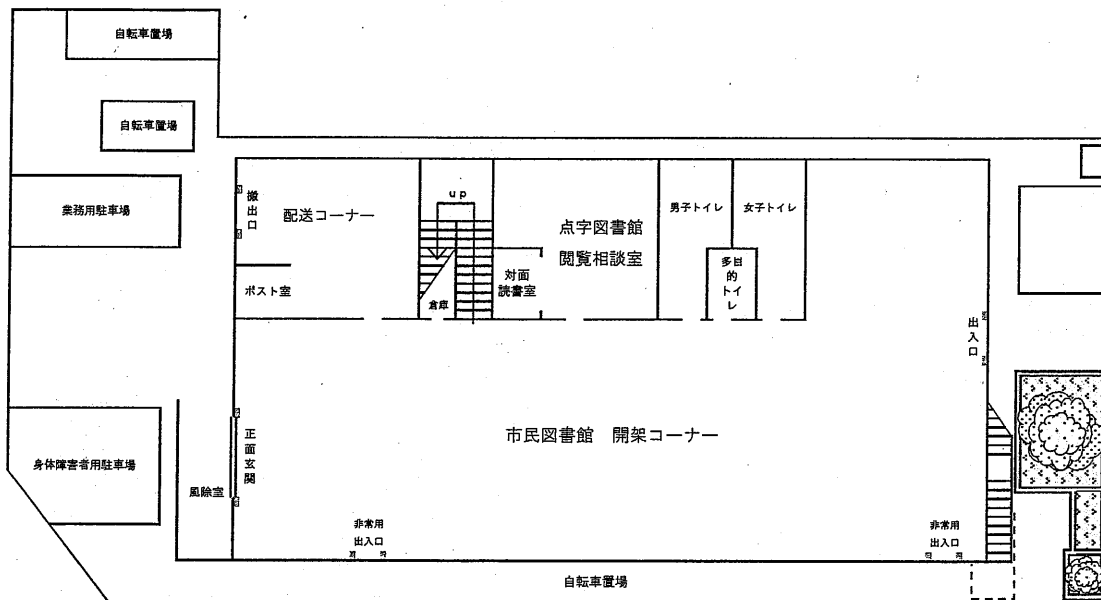 自転車置場
自転車置場
業務用駐車場
搬出口
配送コーナー
ポスト室
up
倉庫
対面
読書室
点字図書館
閲覧相談室
男子トイレ
女子トイレ
多目
的
トイ
レ
出入口
市民図書館 開架コーナー
正面玄関
風除室
身体障害者用駐車場
非常用
出入口
非常用
出入口
自転車置場